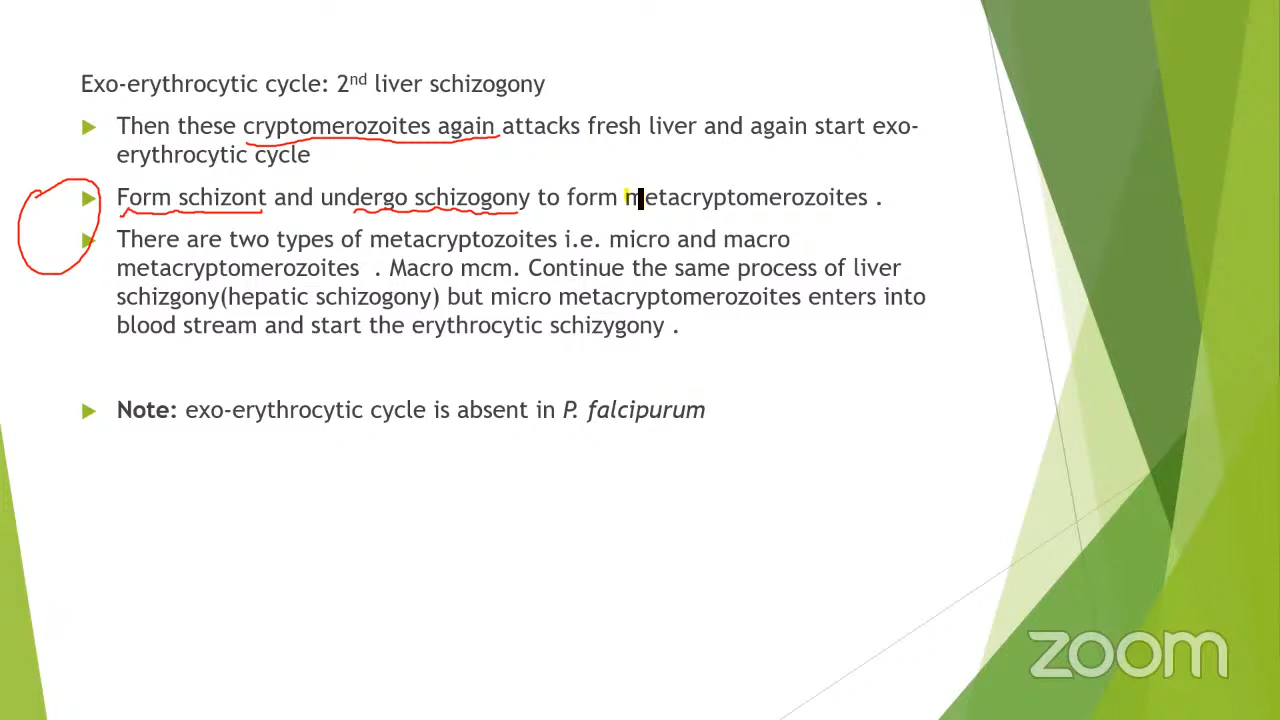 Exo-erythrocytic cycle: 2nd liver schizogony
Then these cryptomerozoites again attacks fresh liver and again start exo-
erythrocytic cycle
Form schizont and undergo schizogony to form metacryptomerozoites .
There are two types of metacryptozoites i.e. micro and macro
metacryptomerozoites . Macro mcm. Continue the same process of liver
schizgony(hepatic schizogony) but micro metacryptomerozoites enters into
blood stream and start the erythrocytic schizygony .
Note: exo-erythrocytic cycle is absent in P. falcipurum
zoom